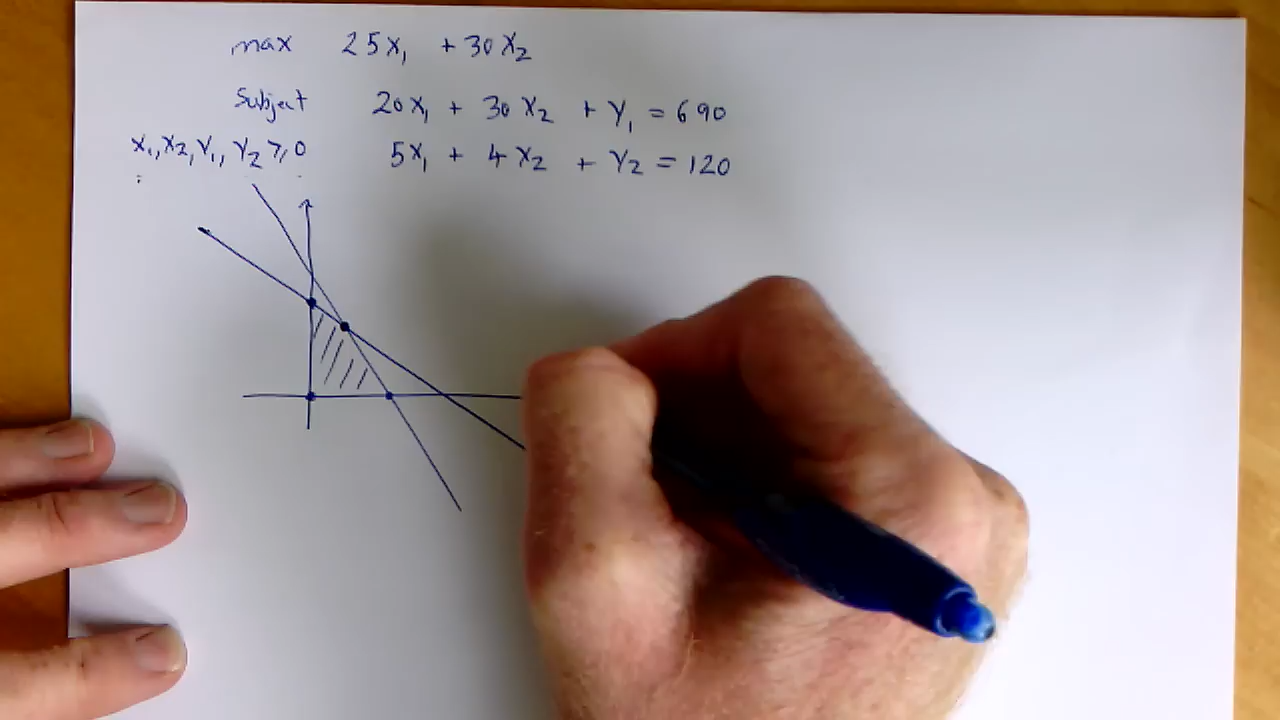 max 25x₁ + 30x₂
Subject 20x₁ + 30x₂ + y₁ = 690
x₁, x₂, y₁, y₂ ≥ 0 5x₁ + 4x₂ + y₂ = 120